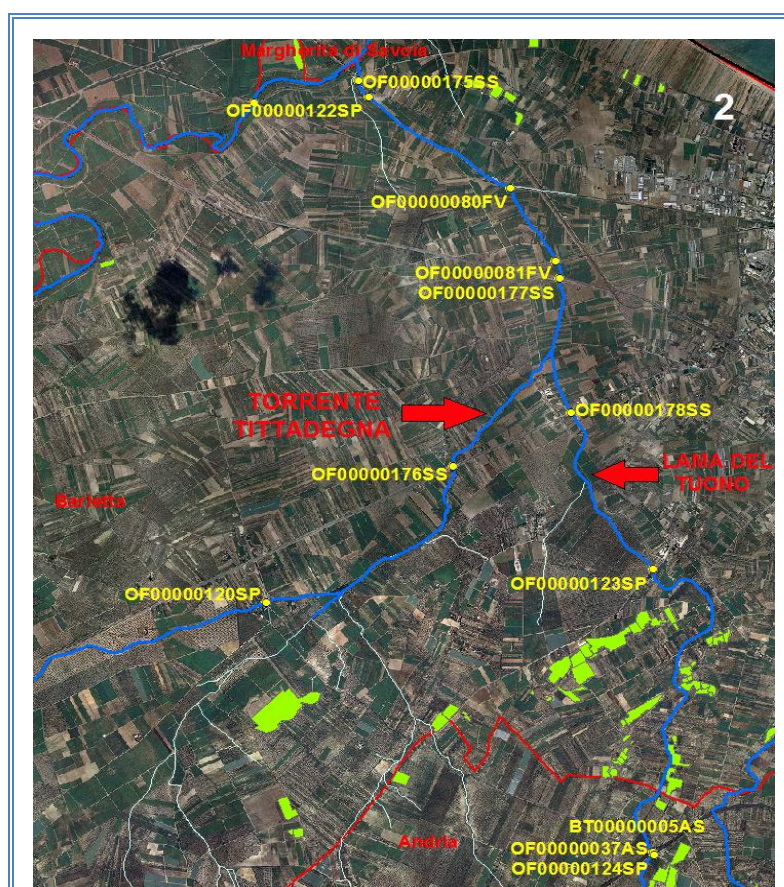 Margherita di Savoia
OF00000175SS
OF00000122SP
2
OF00000080FV
OF00000081FV
OF00000177SS
TORRENTE
TITTADEGNA
OF00000178SS
OF00000176SS
LAMA DEL
TUONO
Barletta
OF00000123SP
OF00000120SP
BT00000005AS
Andria
OF00000037AS
OF00000124SP